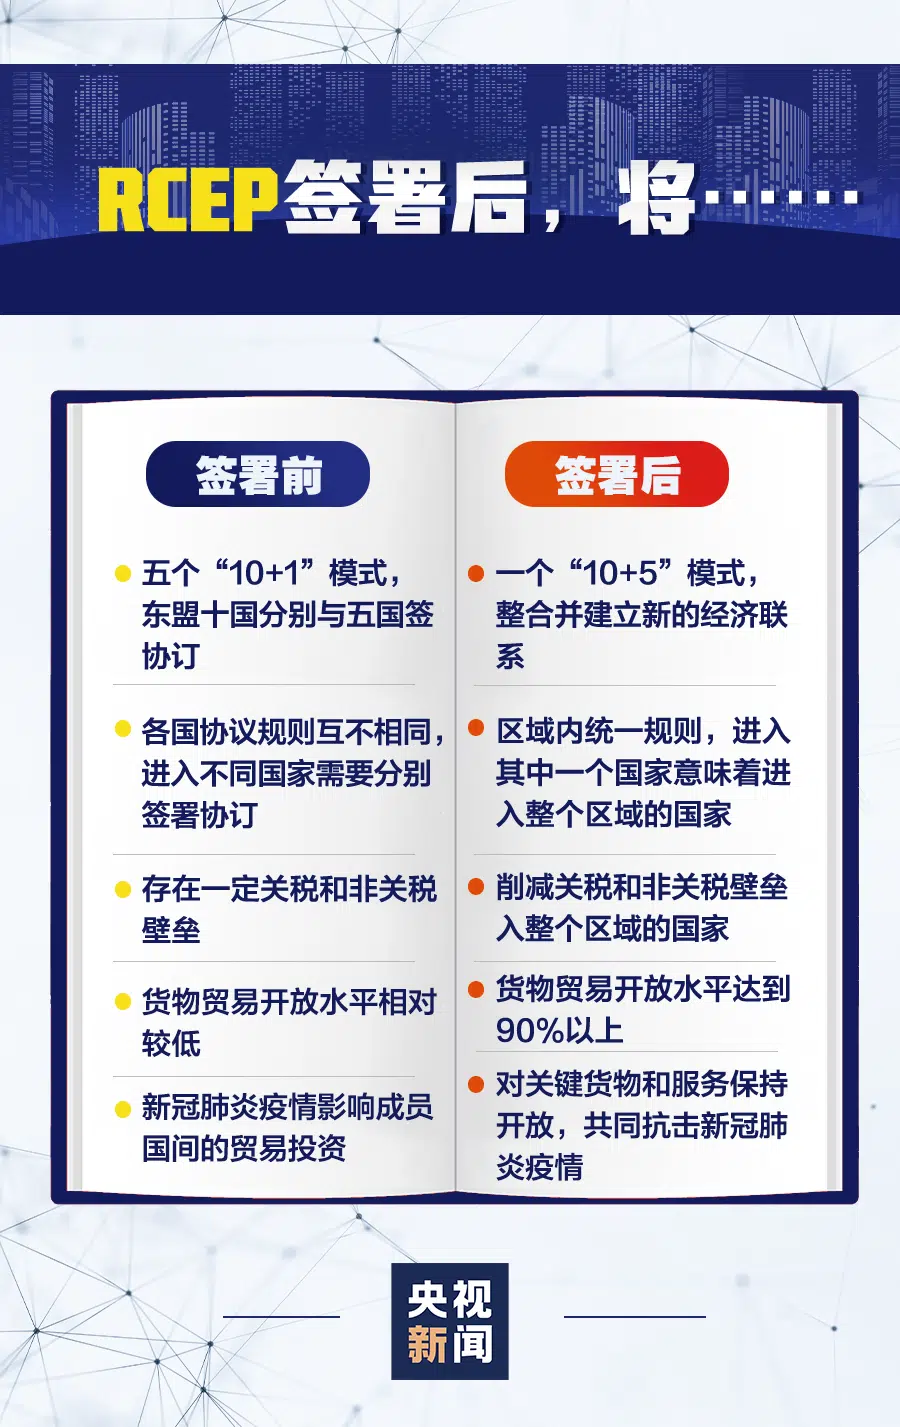 RCEP签署后，将……
签署前
五个“10+1”模式，
东盟十国分别与五国签
协订
各国协议规则互不相同，
进入不同国家需要分别
签署协订
存在一定关税和非关税
壁垒
货物贸易开放水平相对
较低
新冠肺炎疫情影响成员
国间的贸易投资
签署后
一个“10+5”模式，
整合并建立新的经济联
系
区域内统一规则，进入
其中一个国家意味着进
入整个区域的国家
削减关税和非关税壁垒
入整个区域的国家
货物贸易开放水平达到
90%以上
对关键货物和服务保持
开放，共同抗击新冠肺
炎疫情
央视
新闻